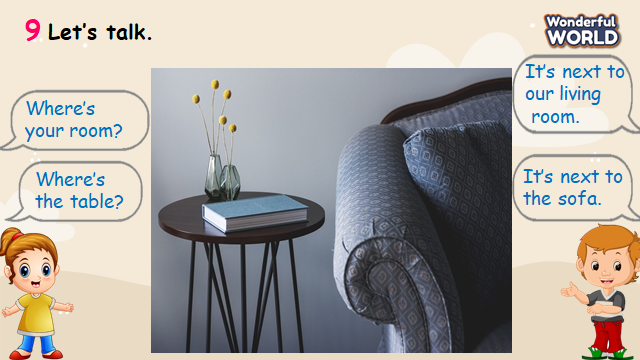 9 Let's talk.
Wonderful
WORLD
Where's
your room?
It's next to
our living
room.
Where's
the table?
It's next to
the sofa.